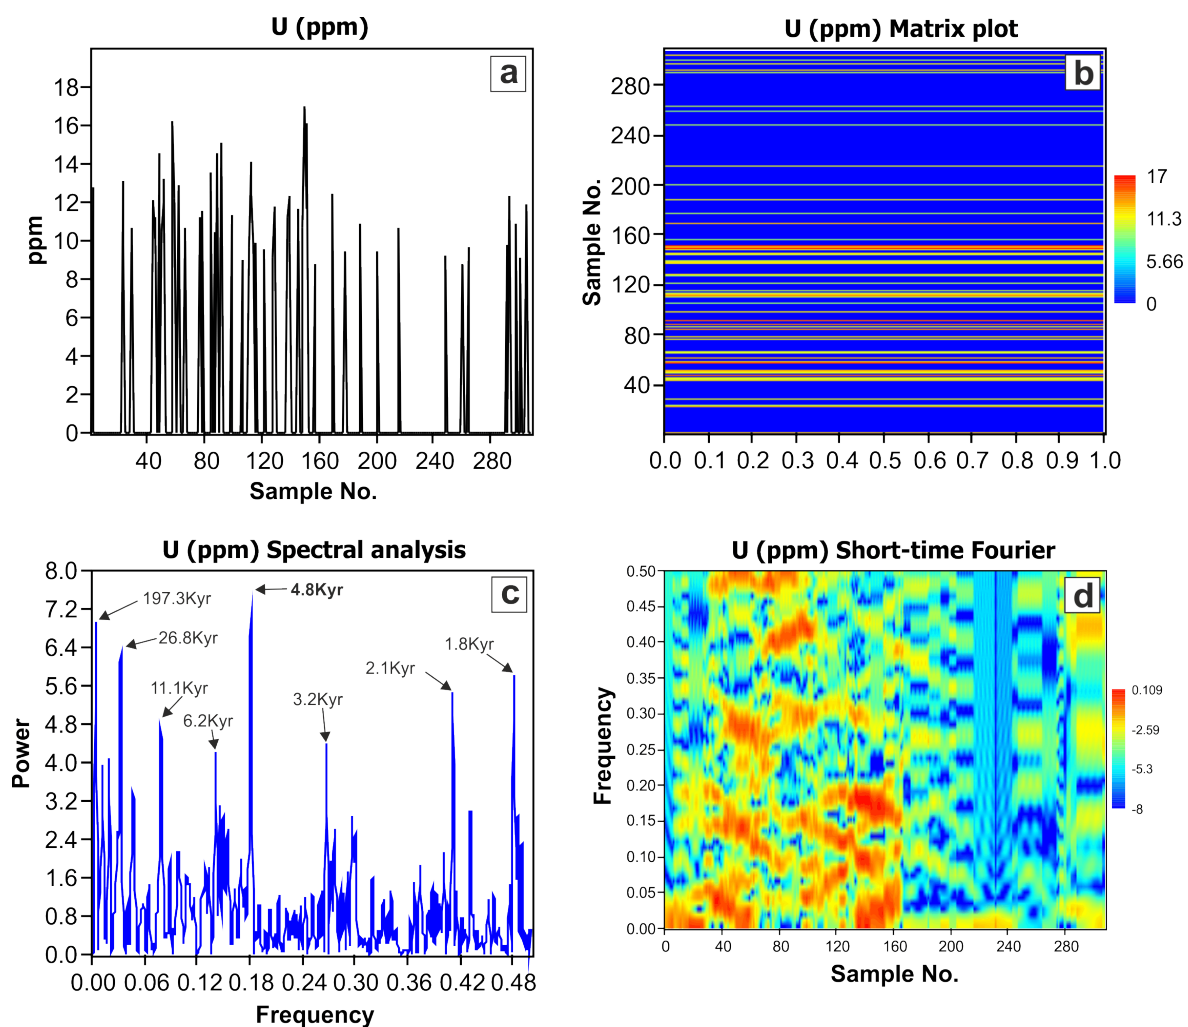 U (ppm)
a
18
16
14
12
10
8
6
4
2
0
ppm
40 80 120 160 200 240 280
Sample No.
U (ppm) Matrix plot
b
280
240
200
160
120
80
40
Sample No.
0.0 0.1 0.2 0.3 0.4 0.5 0.6 0.7 0.8 0.9 1.0
17
11.3
5.66
0
U (ppm) Spectral analysis
c
8.0
7.2
6.4
5.6
4.8
4.0
3.2
2.4
1.6
0.8
0.0
Power
197.3Kyr
4.8Kyr
26.8Kyr
1.8Kyr
2.1Kyr
11.1Kyr
3.2Kyr
6.2Kyr
0.00 0.06 0.12 0.18 0.24 0.30 0.36 0.42 0.48
Frequency
U (ppm) Short-time Fourier
d
0.50
0.45
0.40
0.35
0.30
0.25
0.20
0.15
0.10
0.05
0.00
Frequency
0 40 80 120 160 200 240 280
Sample No.
0.109
-2.59
-5.3
-8